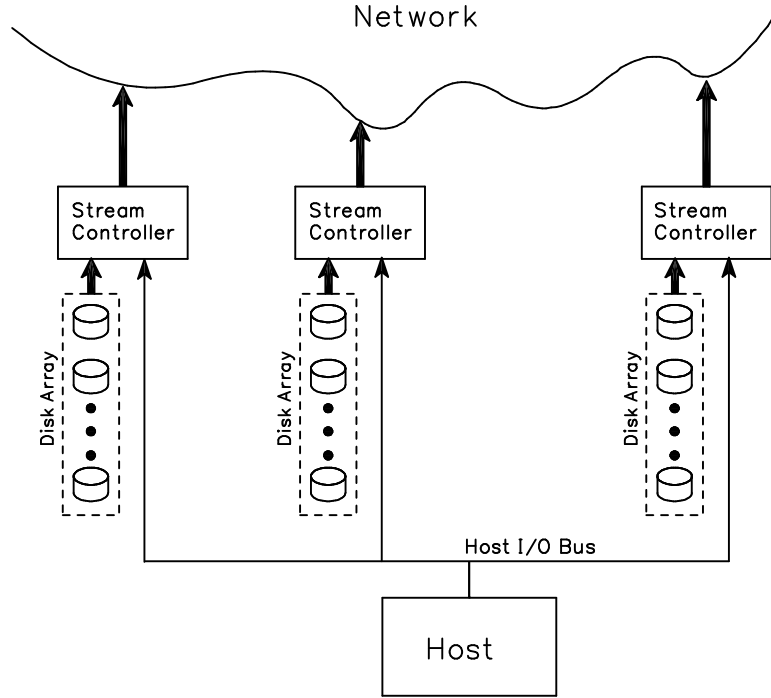 Network
Stream
Controller
Stream
Controller
Stream
Controller
Disk Array
Disk Array
Disk Array
Host I/O Bus
Host